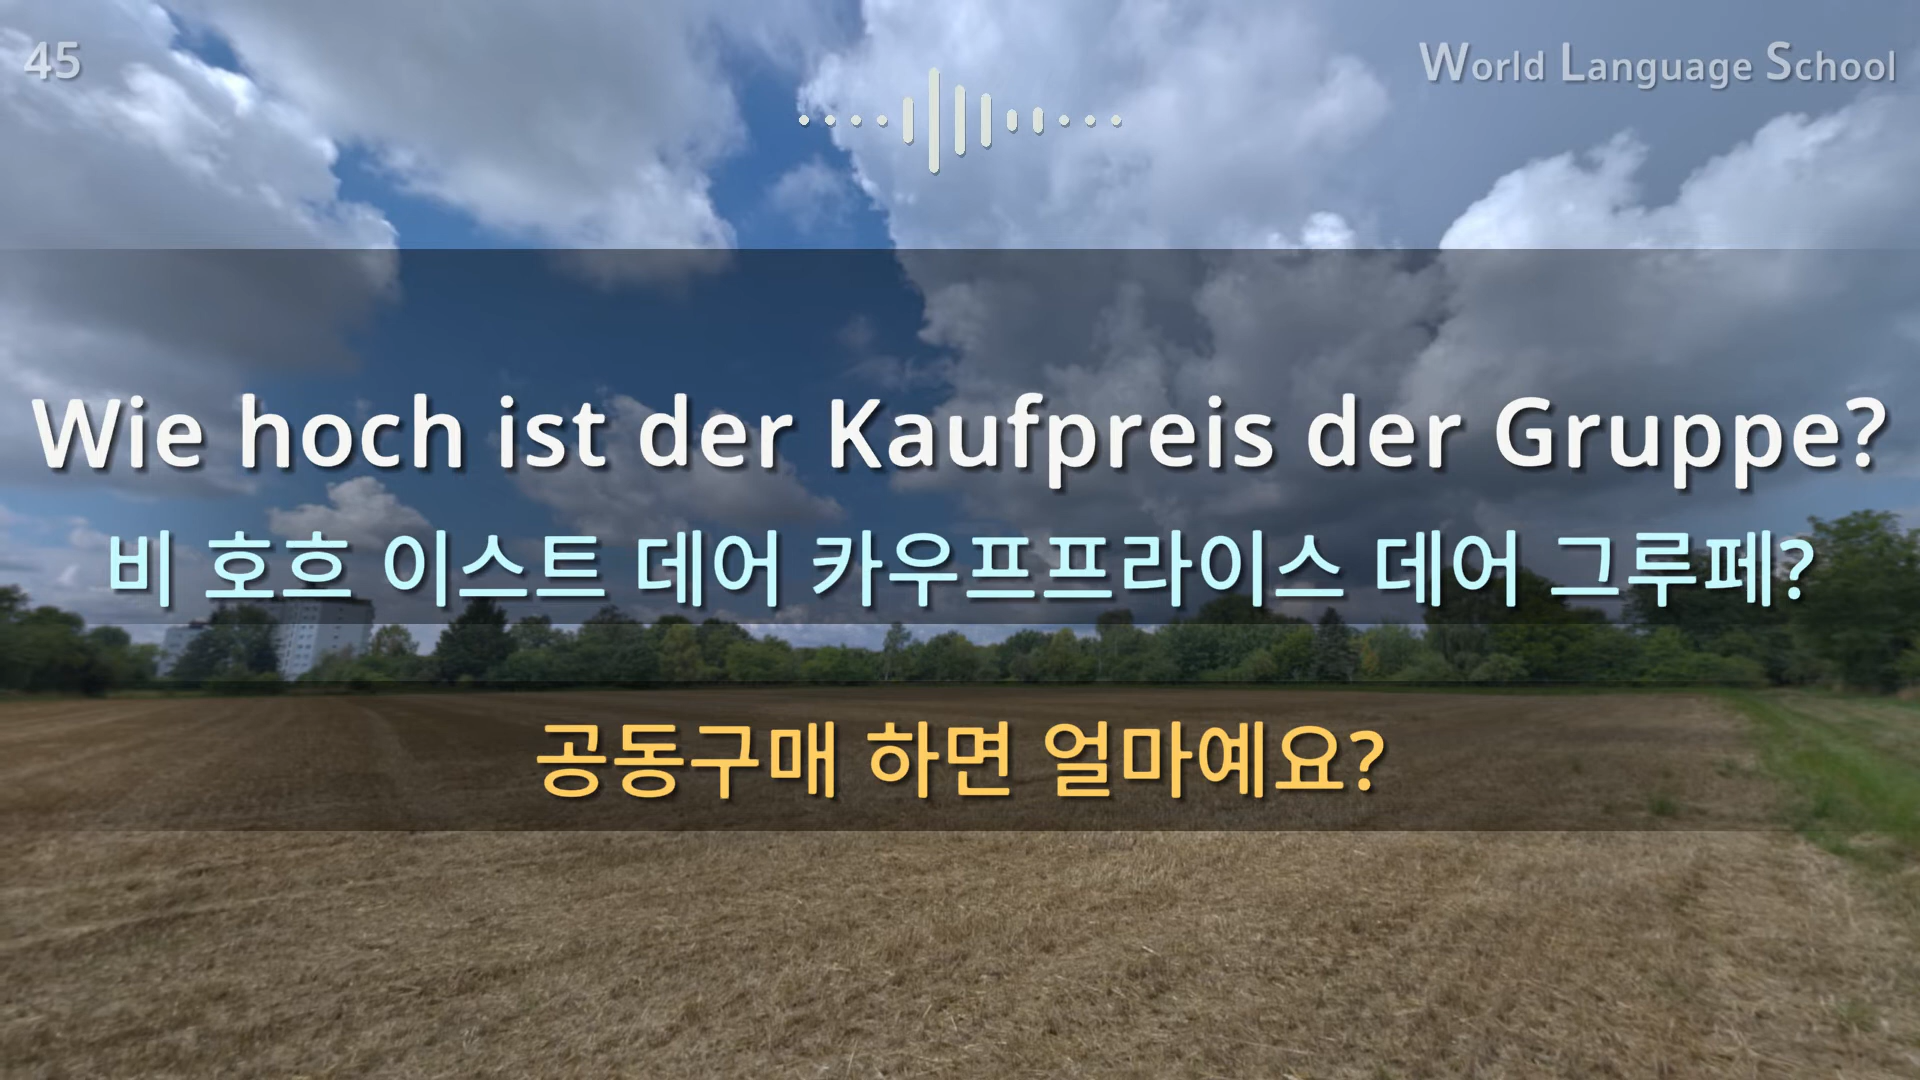 45
World Language School
Wie hoch ist der Kaufpreis der Gruppe?
비 호흐 이스트 데어 카우프프라이스 데어 그루페?
공동구매 하면 얼마예요?